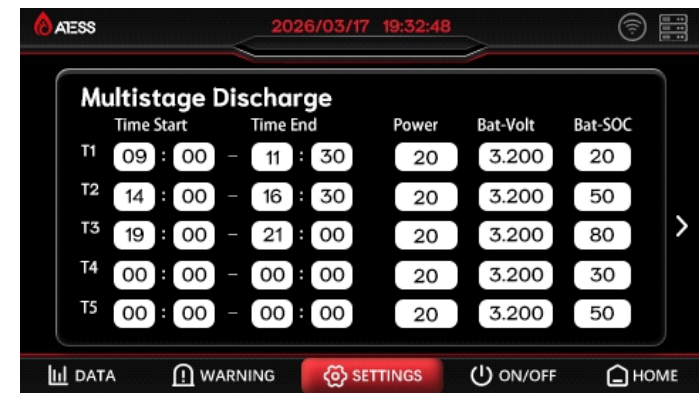 ATESS 2026/03/17 19:32:48
Multistage Discharge
Time Start Time End Power Bat-Volt Bat-SOC
T1 09 : 00 – 11 : 30 20 3.200 20
T2 14 : 00 – 16 : 30 20 3.200 50
T3 19 : 00 – 21 : 00 20 3.200 80
T4 00 : 00 – 00 : 00 20 3.200 30
T5 00 : 00 – 00 : 00 20 3.200 50
DATA WARNING SETTINGS ON/OFF HOME